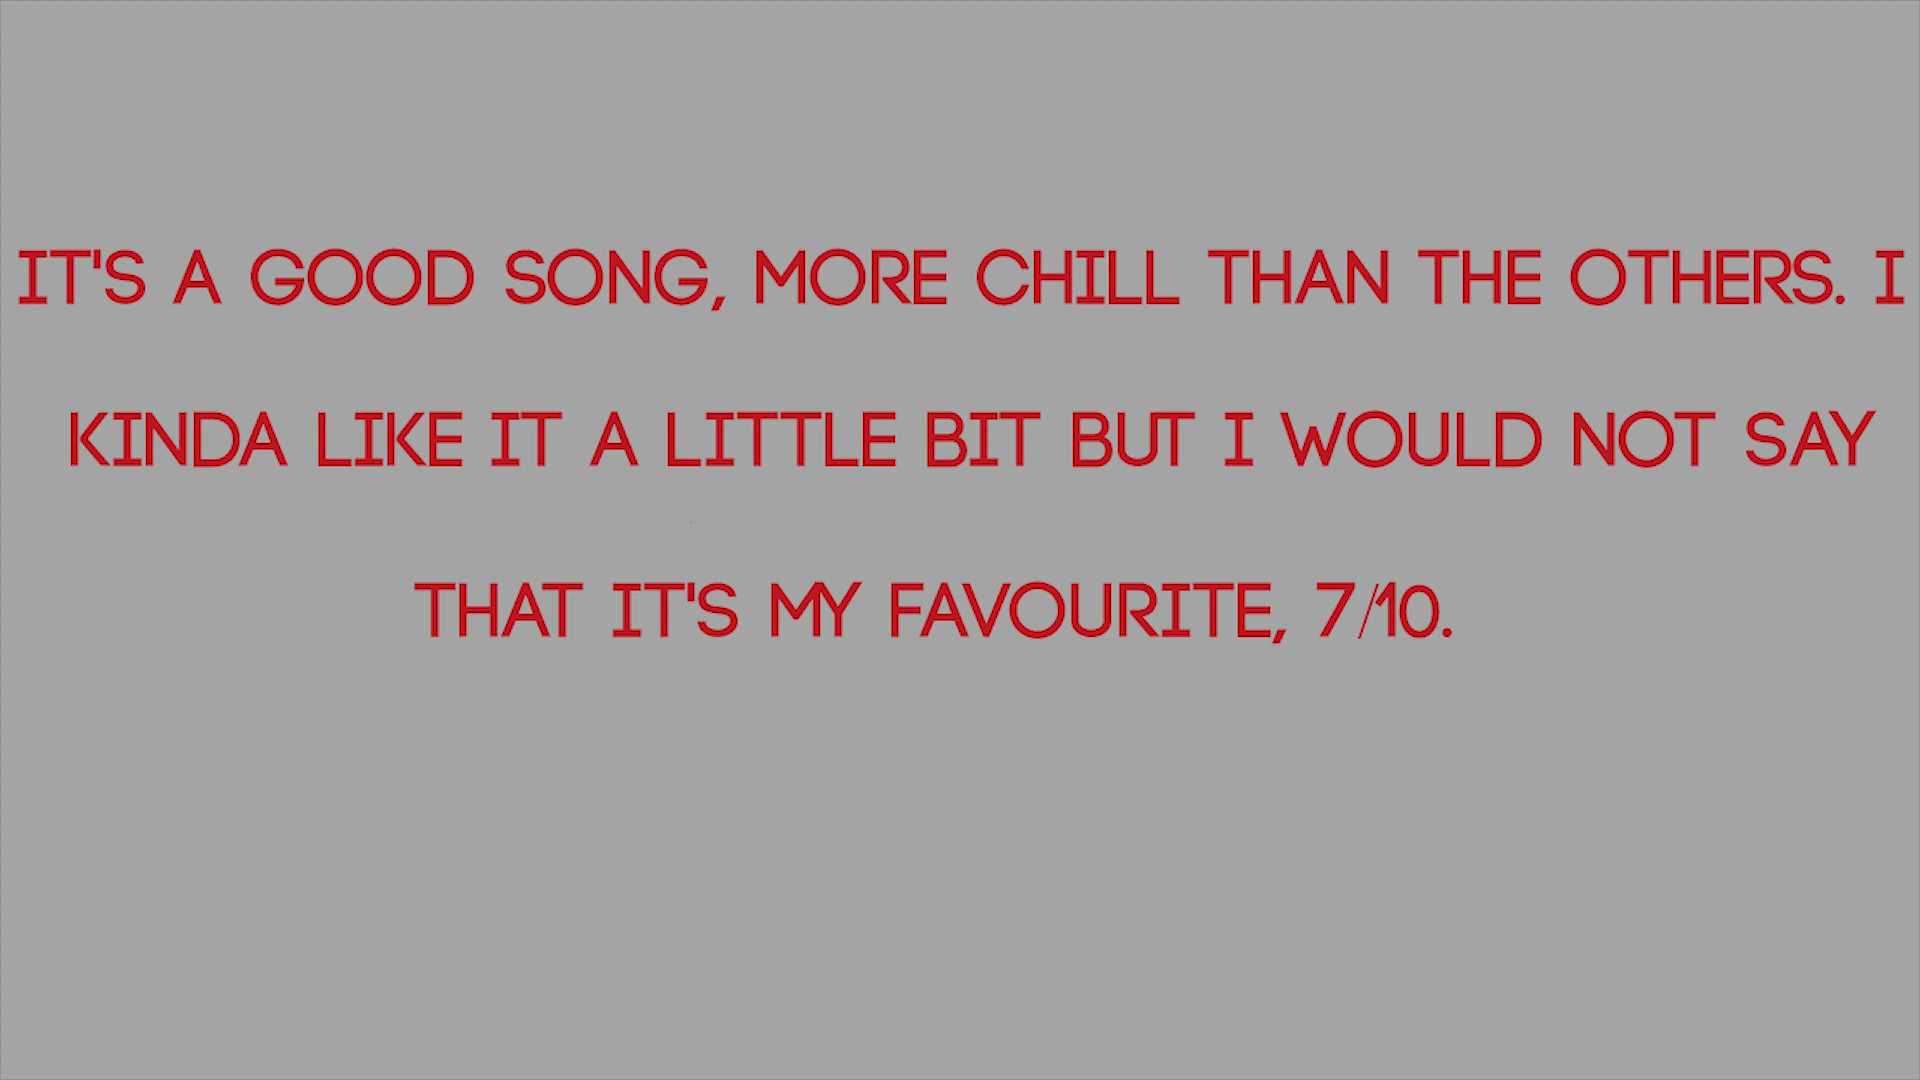 IT'S A GOOD SONG, MORE CHILL THAN THE OTHERS. I
KINDA LIKE IT A LITTLE BIT BUT I WOULD NOT SAY
THAT IT'S MY FAVOURITE, 7/10.